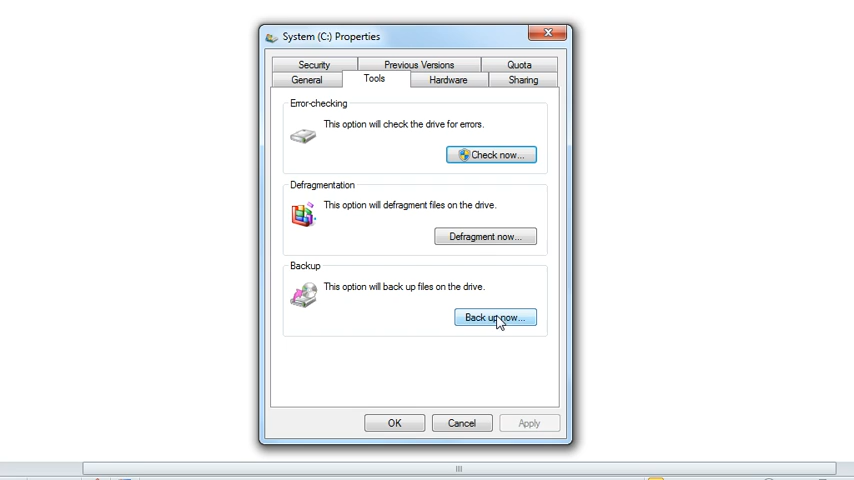 System (C:) Properties
Security Previous Versions Quota
General Tools Hardware Sharing
Error-checking
This option will check the drive for errors.
Check now...
Defragmentation
This option will defragment files on the drive.
Defragment now...
Backup
This option will back up files on the drive.
Back up now...
OK Cancel Apply